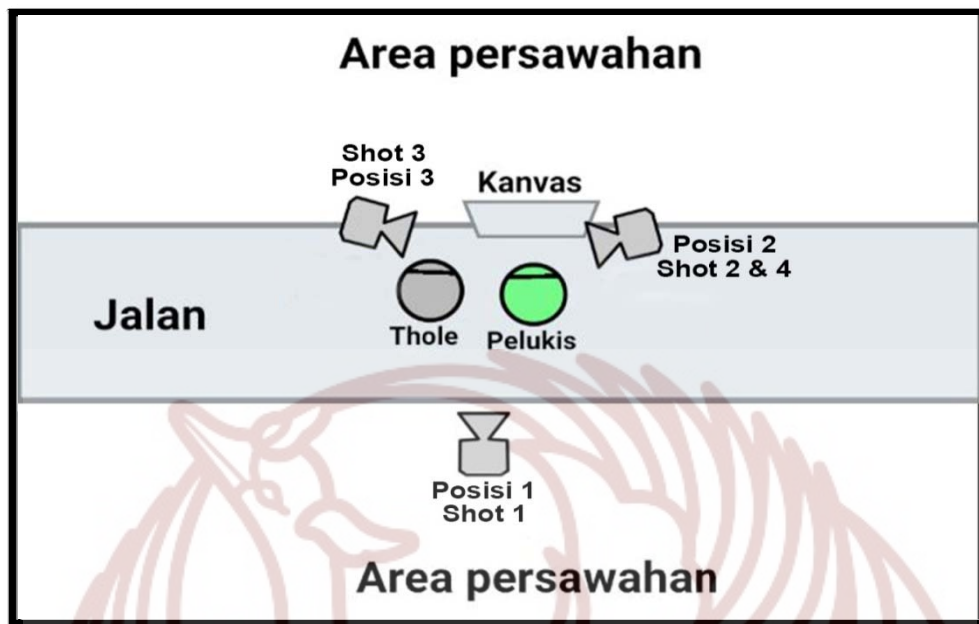 Area persawahan
Shot 3
Posisi 3
Kanvas
Posisi 2
Shot 2 & 4
Jalan
Thole
Pelukis
Posisi 1
Shot 1
Area persawahan